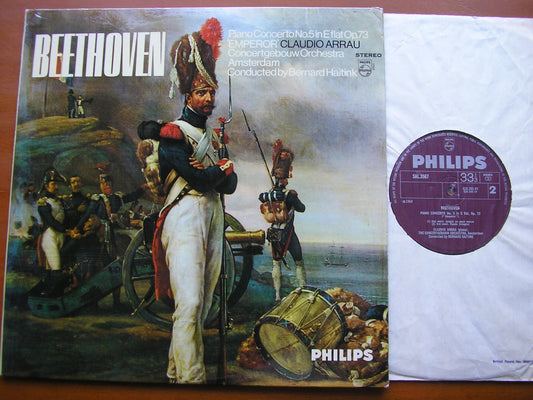 BEETHOVEN
Piano Concerto No.5 in E flat Op.73
'EMPEROR' CLAUDIO ARRAU
Concertgebouw Orchestra
Amsterdam
Conducted by Bernard Haitink
STEREO
PHILIPS
PHILIPS
PHILIPS
SAL 3567
33⅓
2
BEETHOVEN
PIANO CONCERTO No. 5 in E flat, Op. 73
CLAUDIO ARRAU (piano)
THE CONCERTGEBOUW ORCHESTRA, Amsterdam
Conducted by BERNARD HAITINK